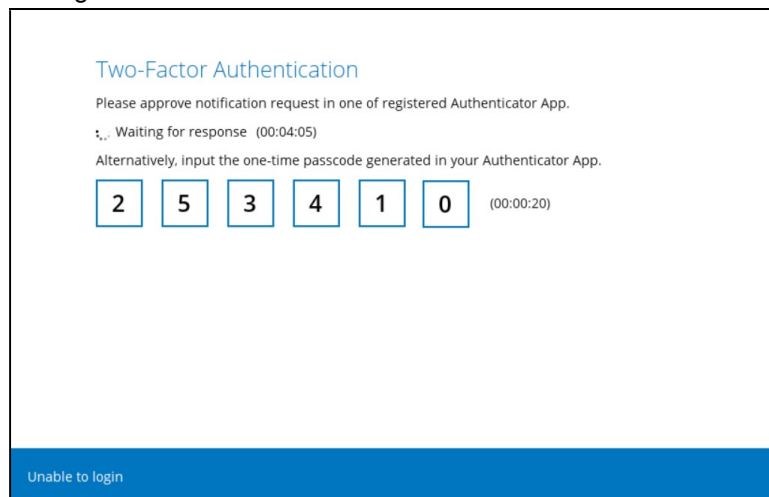 Two-Factor Authentication
Please approve notification request in one of registered Authenticator App.
Waiting for response (00:04:05)
Alternatively, input the one-time passcode generated in your Authenticator App.
2 5 3 4 1 0 (00:00:20)
Unable to login